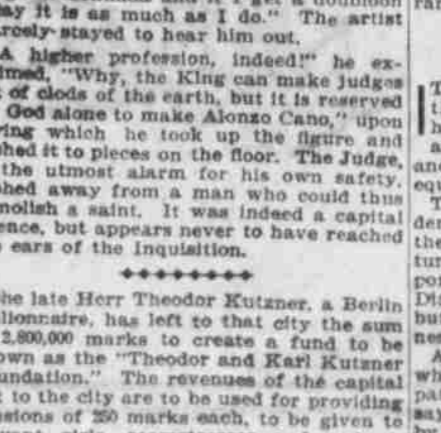 say it is as much as I do." The artist
stayed to hear him out.
A higher profession, indeed!" he ex-
imed, "Why, the King can make judges
of clods of the earth, but it is reserved
God alone to make Alonzo Cano," upon
ring which he took up the figure and
hed it to pieces on the floor. The Judge,
the utmost alarm for his own safety,
hed away from a man who could thus
molish a saint. It was indeed a capital
ence, but appears never to have reached
ears of the Inquisition.
he late Herr Theodor Kutzner, a Berlin
llionnaire, has left to that city the sum
2,800,000 marks to create a fund to be
own as the "Theodor and Karl Kutzner
undation." The revenues of the capital
t to the city are to be used for providing
nsions of 250 marks each, to be given to